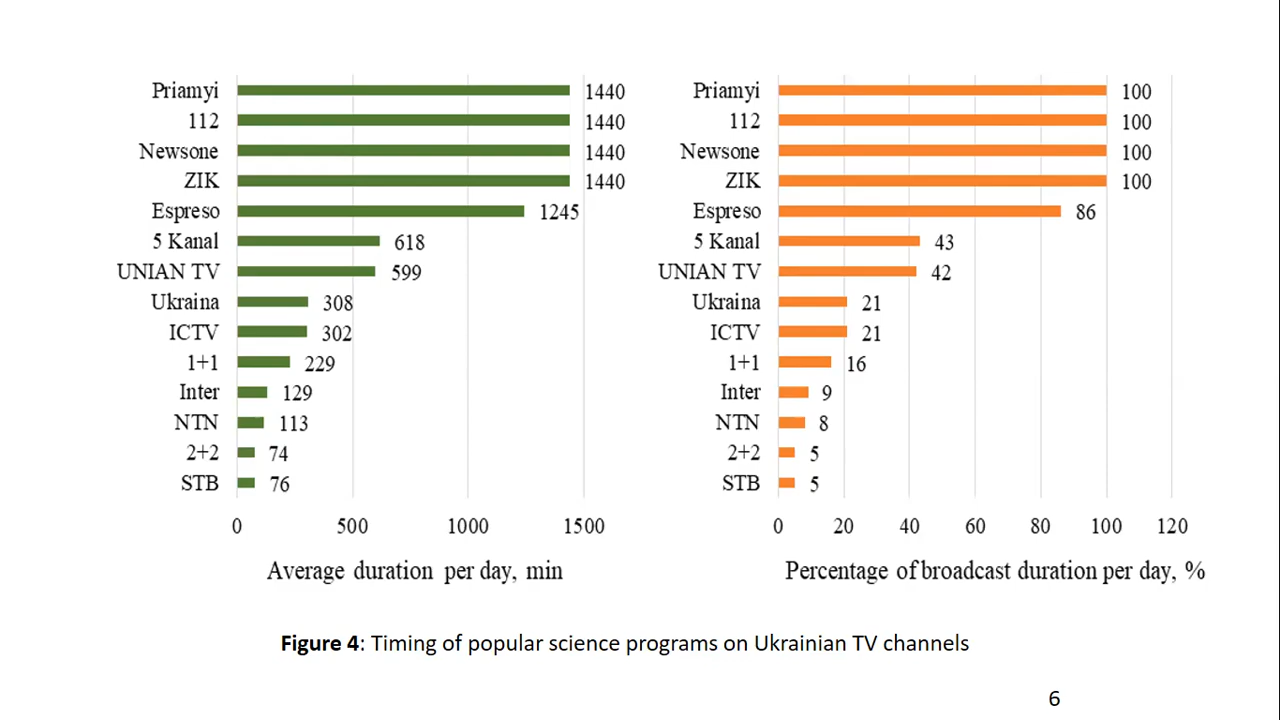 Priamyi 1440
112 1440
Newsone 1440
ZIK 1440
Espreso 1245
5 Kanal 618
UNIAN TV 599
Ukraina 308
ICTV 302
1+1 229
Inter 129
NTN 113
2+2 74
STB 76
0 500 1000 1500
Average duration per day, min
Priamyi 100
112 100
Newsone 100
ZIK 100
Espreso 86
5 Kanal 43
UNIAN TV 42
Ukraina 21
ICTV 21
1+1 16
Inter 9
NTN 8
2+2 5
STB 5
0 20 40 60 80 100 120
Percentage of broadcast duration per day, %
Figure 4: Timing of popular science programs on Ukrainian TV channels
6